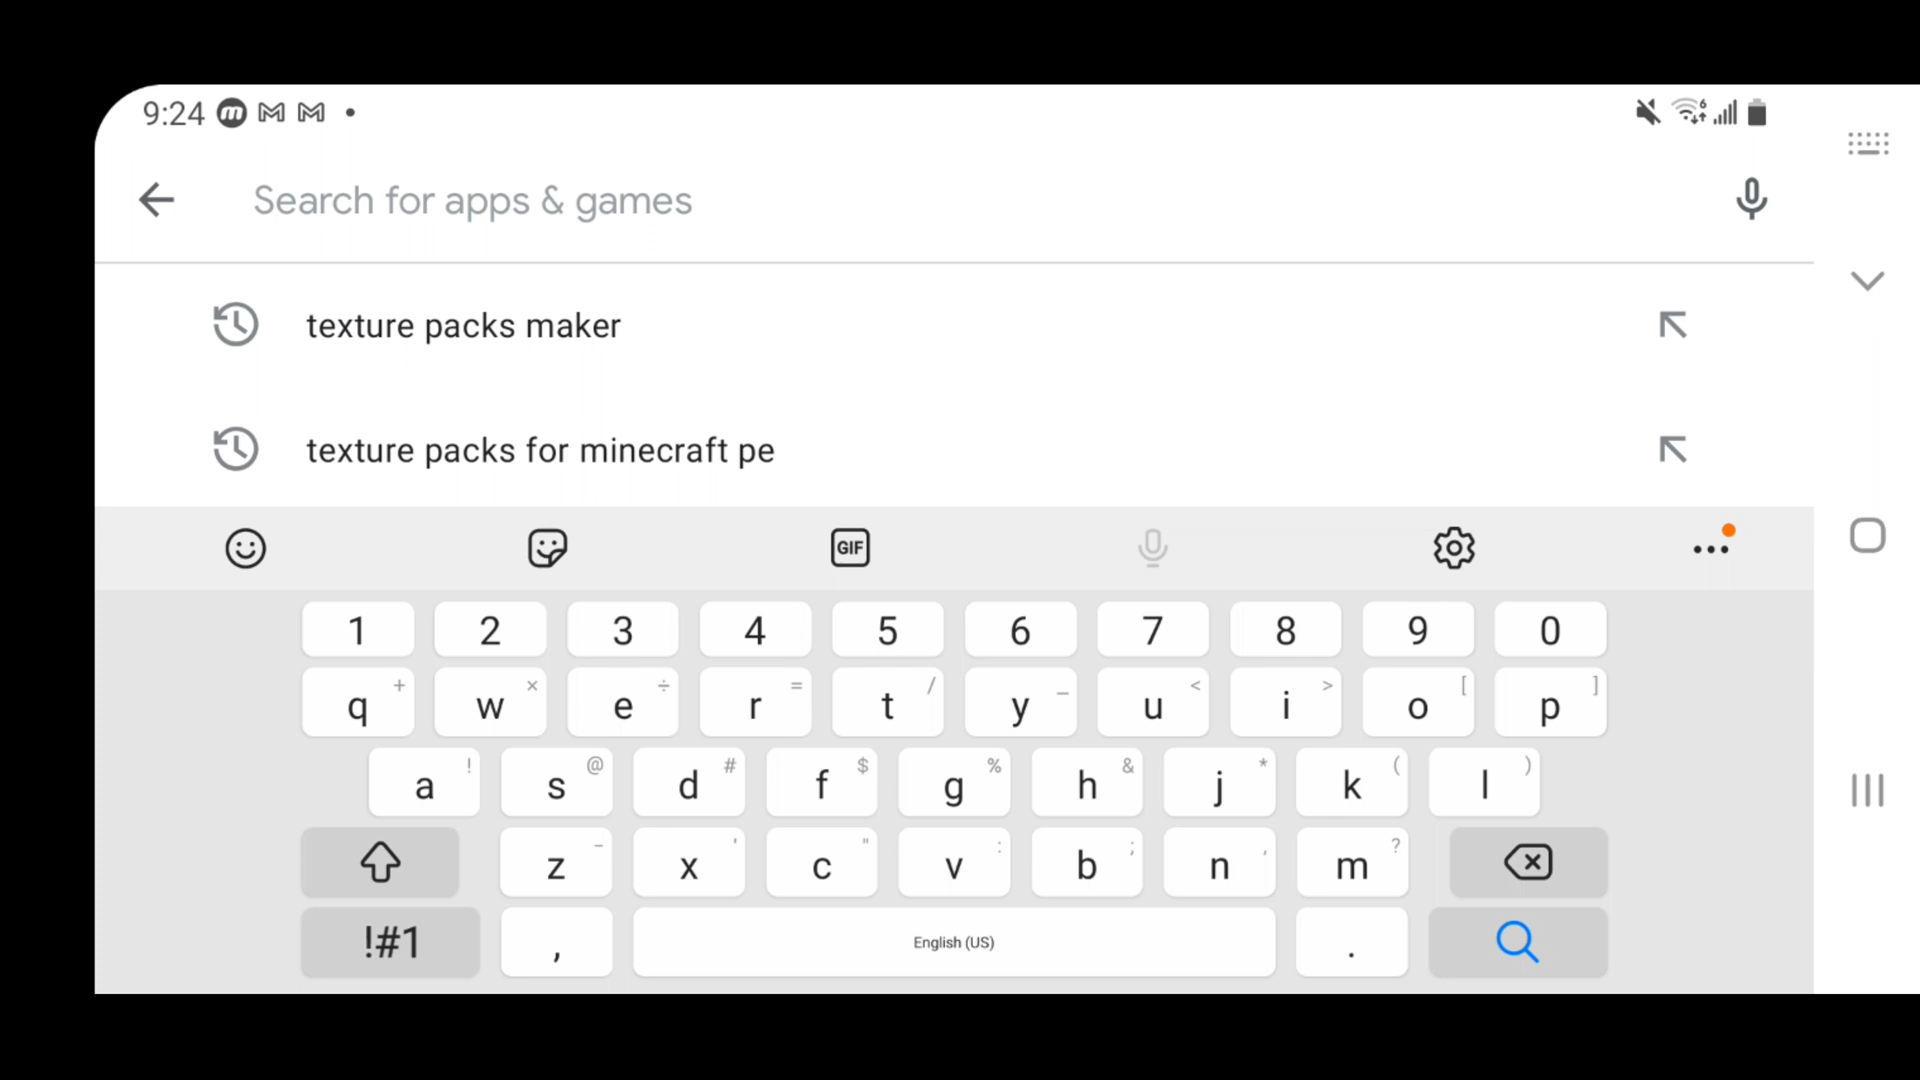 9:24
Search for apps & games
texture packs maker
texture packs for minecraft pe
GIF
1 2 3 4 5 6 7 8 9 0
q + w × e ÷ r = t / y _ u < i > o [ p ]
a ! s @ d # f $ g % h & j * k ( l )
z - x ' c " v : b ; n , m ?
!#1 , English (US) .